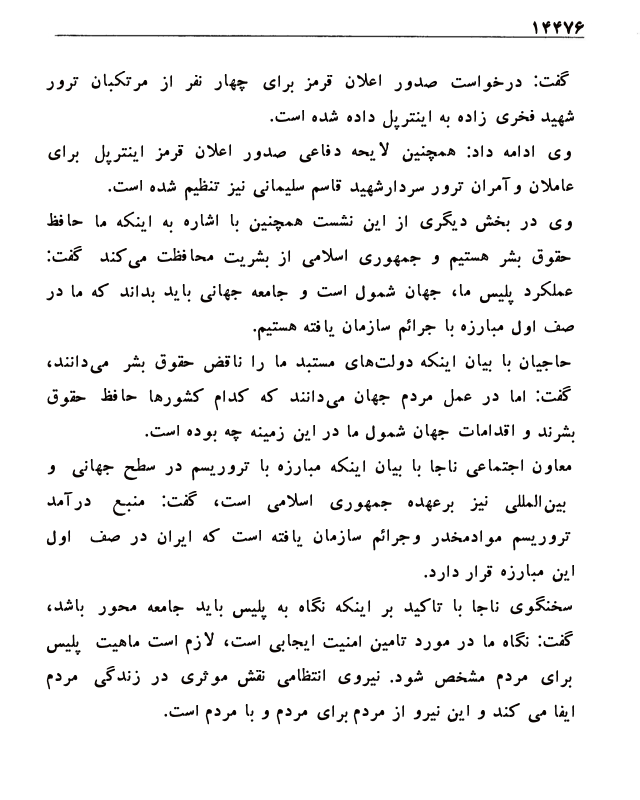 ۱۴۴۷۶
گفت: درخواست صدور اعلان قرمز برای چهار نفر از مرتکبان ترور
شهید فخری زاده به اینترپل داده شده است.
وی ادامه داد: همچنین لایحه دفاعی صدور اعلان قرمز اینترپل برای
عاملان و آمران ترور سردارشهید قاسم سلیمانی نیز تنظیم شده است.
وی در بخش دیگری از این نشست همچنین با اشاره به اینکه ما حافظ
حقوق بشر هستیم و جمهوری اسلامی از بشریت محافظت می‌کند گفت:
عملکرد پلیس ما، جهان شمول است و جامعه جهانی باید بداند که ما در
صف اول مبارزه با جرائم سازمان یافته هستیم.
حاجیان با بیان اینکه دولت‌های مستبد ما را ناقض حقوق بشر می‌دانند،
گفت: اما در عمل مردم جهان می‌دانند که کدام کشورها حافظ حقوق
بشرند و اقدامات جهان شمول ما در این زمینه چه بوده است.
معاون اجتماعی ناجا با بیان اینکه مبارزه با تروریسم در سطح جهانی و
بین‌المللی نیز برعهده جمهوری اسلامی است، گفت: منبع درآمد
تروریسم موادمخدر وجرائم سازمان یافته است که ایران در صف اول
این مبارزه قرار دارد.
سخنگوی ناجا با تاکید بر اینکه نگاه به پلیس باید جامعه محور باشد،
گفت: نگاه ما در مورد تامین امنیت ایجابی است، لازم است ماهیت پلیس
برای مردم مشخص شود. نیروی انتظامی نقش موثری در زندگی مردم
ایفا می کند و این نیرو از مردم برای مردم و با مردم است.